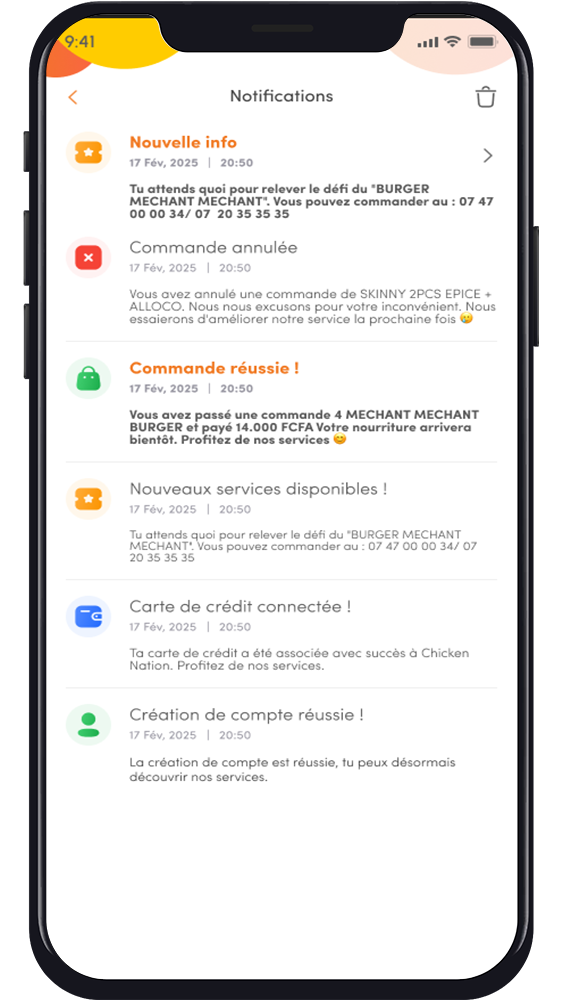 9:41
Notifications
Nouvelle info
17 Fév, 2025 | 20:50
Tu attends quoi pour relever le défi du "BURGER
MECHANT MECHANT". Vous pouvez commander au : 07 47
00 00 34/ 07 20 35 35 35
Commande annulée
17 Fév, 2025 | 20:50
Vous avez annulé une commande de SKINNY 2PCS EPICE +
ALLOCO. Nous nous excusons pour votre inconvénient. Nous
essaierons d'améliorer notre service la prochaine fois 😢
Commande réussie !
17 Fév, 2025 | 20:50
Vous avez passé une commande 4 MECHANT MECHANT
BURGER et payé 14.000 FCFA Votre nourriture arrivera
bientôt. Profitez de nos services 😊
Nouveaux services disponibles !
17 Fév, 2025 | 20:50
Tu attends quoi pour relever le défi du "BURGER MECHANT
MECHANT". Vous pouvez commander au : 07 47 00 00 34/ 07
20 35 35 35
Carte de crédit connectée !
17 Fév, 2025 | 20:50
Ta carte de crédit a été associée avec succès à Chicken
Nation. Profitez de nos services.
Création de compte réussie !
17 Fév, 2025 | 20:50
La création de compte est réussie, tu peux désormais
découvrir nos services.